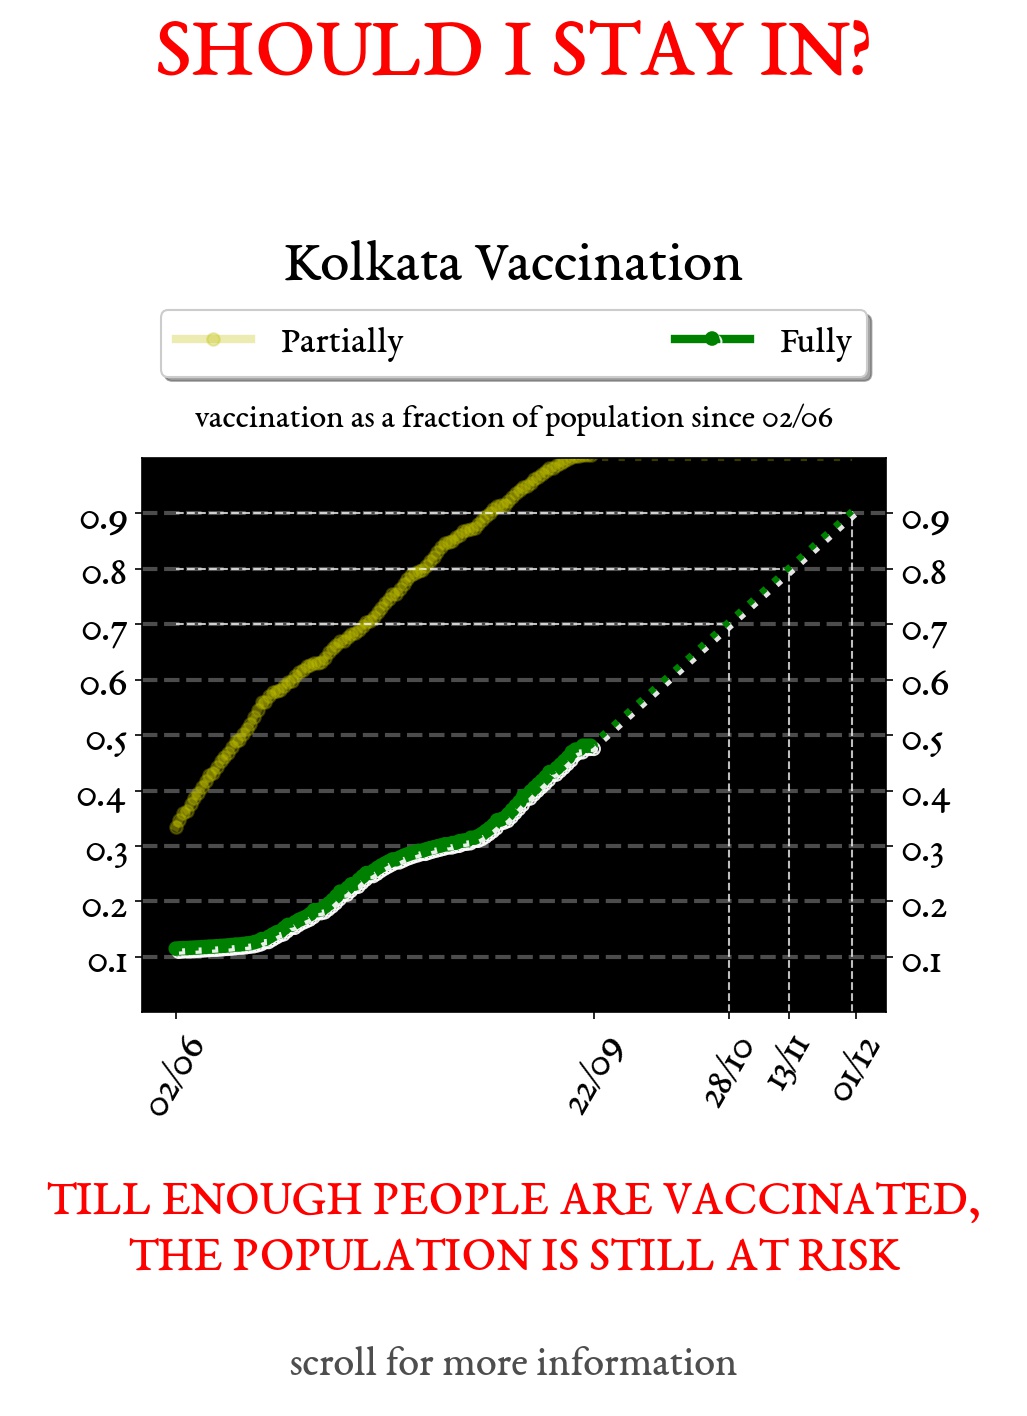 SHOULD I STAY IN?
Kolkata Vaccination
Partially
Fully
vaccination as a fraction of population since 02/06
0.9 0.9
0.8 0.8
0.7 0.7
0.6 0.6
0.5 0.5
0.4 0.4
0.3 0.3
0.2 0.2
0.1 0.1
02/06 22/09 28/10 13/11 01/12
TILL ENOUGH PEOPLE ARE VACCINATED,
THE POPULATION IS STILL AT RISK
scroll for more information